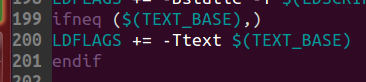 199 ifneq ($(TEXT_BASE),)
200 LDFLAGS += -Ttext $(TEXT_BASE)
201 endif